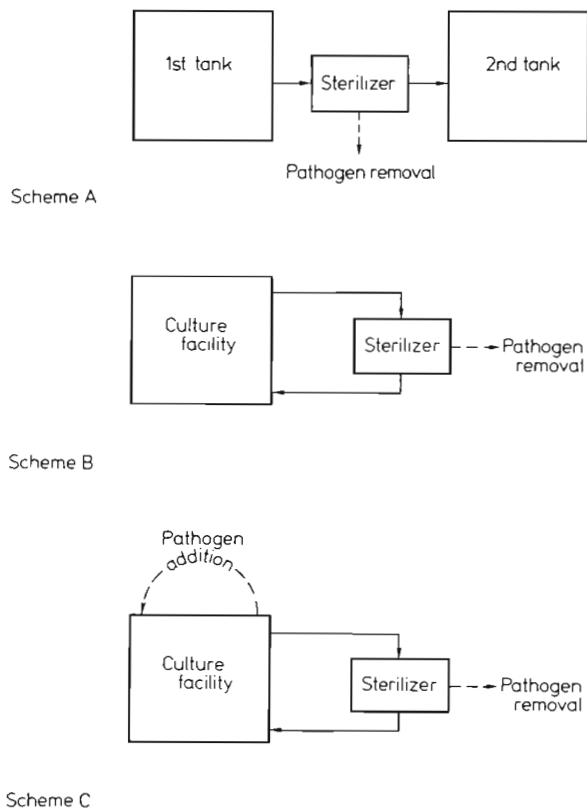 1st tank
Sterilizer
2nd tank
Pathogen removal
Scheme A
Culture
facility
Sterilizer
Pathogen
removal
Scheme B
Pathogen
addition
Culture
facility
Sterilizer
Pathogen
removal
Scheme C